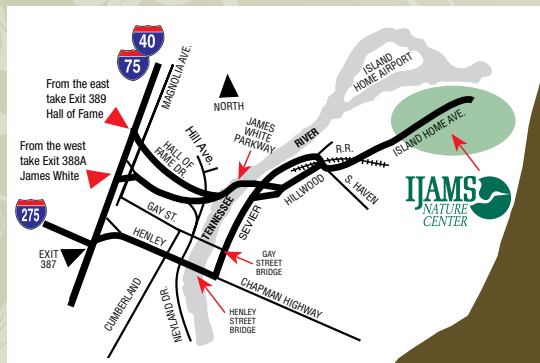 40
75
From the east
take Exit 389
Hall of Fame
From the west
take Exit 388A
James White
275
EXIT
387
MAGNOLIA AVE.
NORTH
Hill Ave.
HALL OF
FAME DR.
JAMES
WHITE
PARKWAY
ISLAND
HOME AIRPORT
RIVER
R.R.
ISLAND HOME AVE.
HILLWOOD
S. HAVEN
IJAMS
NATURE
CENTER
GAY ST.
TENNESSEE
SEVIER
HENLEY
GAY
STREET
BRIDGE
CHAPMAN HIGHWAY
CUMBERLAND
NEYLAND DR.
HENLEY
STREET
BRIDGE